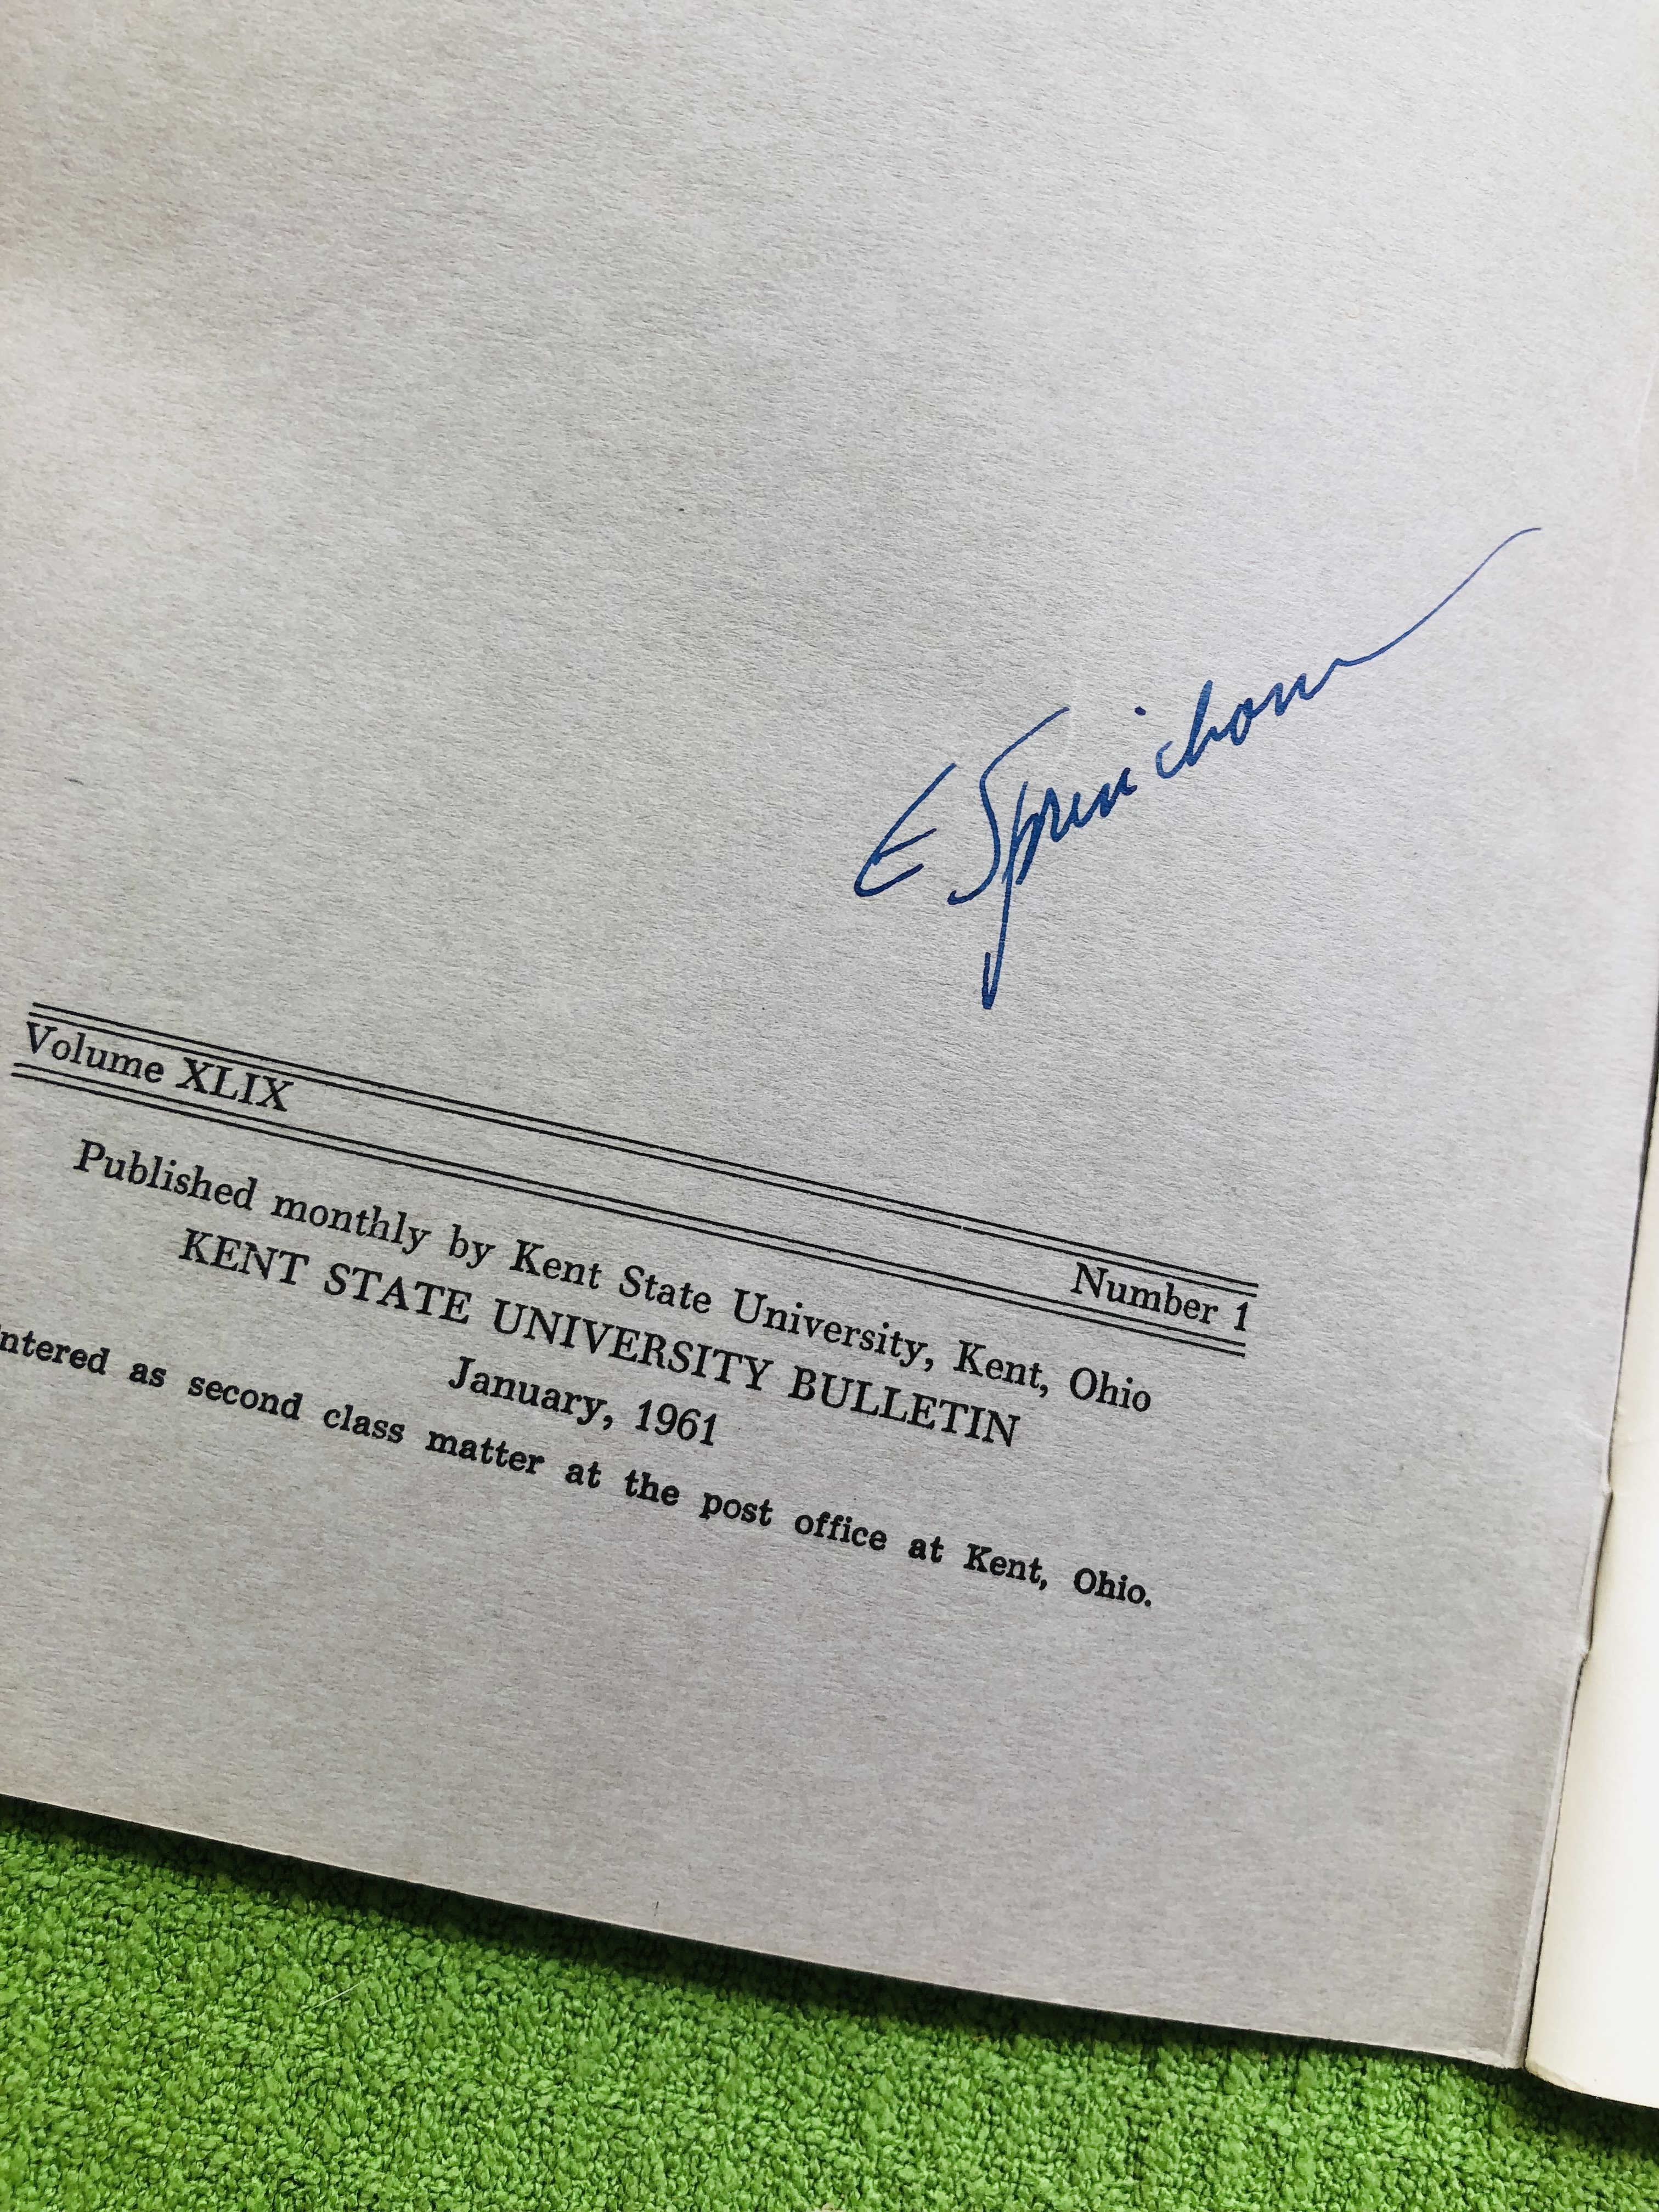 E Sprinchorn
Volume XLIX Number 1
Published monthly by Kent State University, Kent, Ohio
KENT STATE UNIVERSITY BULLETIN
January, 1961
ntered as second class matter at the post office at Kent, Ohio.